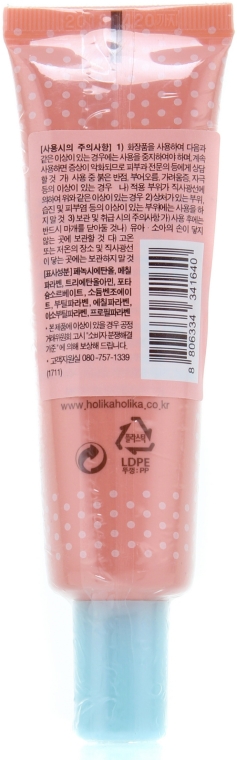 [사용시의 주의사항] 1) 화장품을 사용하여 다음과
같은 이상이 있는 경우에는 사용을 중지하여야 하며, 계속
사용하면 증상이 악화되므로 피부과 전문의 등에게 상담
할 것 가) 사용 중 붉은 반점, 부어오름, 가려움증, 자극
등의 이상이 있는 경우 나) 적용 부위가 직사광선에
의하여 위와 같은 이상이 있는 경우 2) 상처가 있는 부위,
습진 및 피부염 등의 이상이 있는 부위에는 사용을 하
지 말 것 3) 보관 및 취급 시의 주의사항 가) 사용 후에는
반드시 마개를 닫아둘 것 나) 유아·소아의 손이 닿지
않는 곳에 보관할 것 다) 고온
또는 저온의 장소 및 직사광선
이 닿는 곳에는 보관하지 말 것
[표시성분] 페녹시에탄올, 메칠
파라벤, 트리에탄올아민, 포타
슘소르베이트, 소듐벤조에이
트, 부틸파라벤, 에칠파라벤,
이소부틸파라벤, 프로필파라벤
• 본 제품에 이상이 있을 경우 공정
거래위원회 고시 "소비자 분쟁해결
기준"에 의해 보상해 드립니다.
• 고객지원실 080-757-1339
(1711)
8 806334 341640
www.holikaholika.co.kr
플라스틱
LDPE
뚜껑: PP